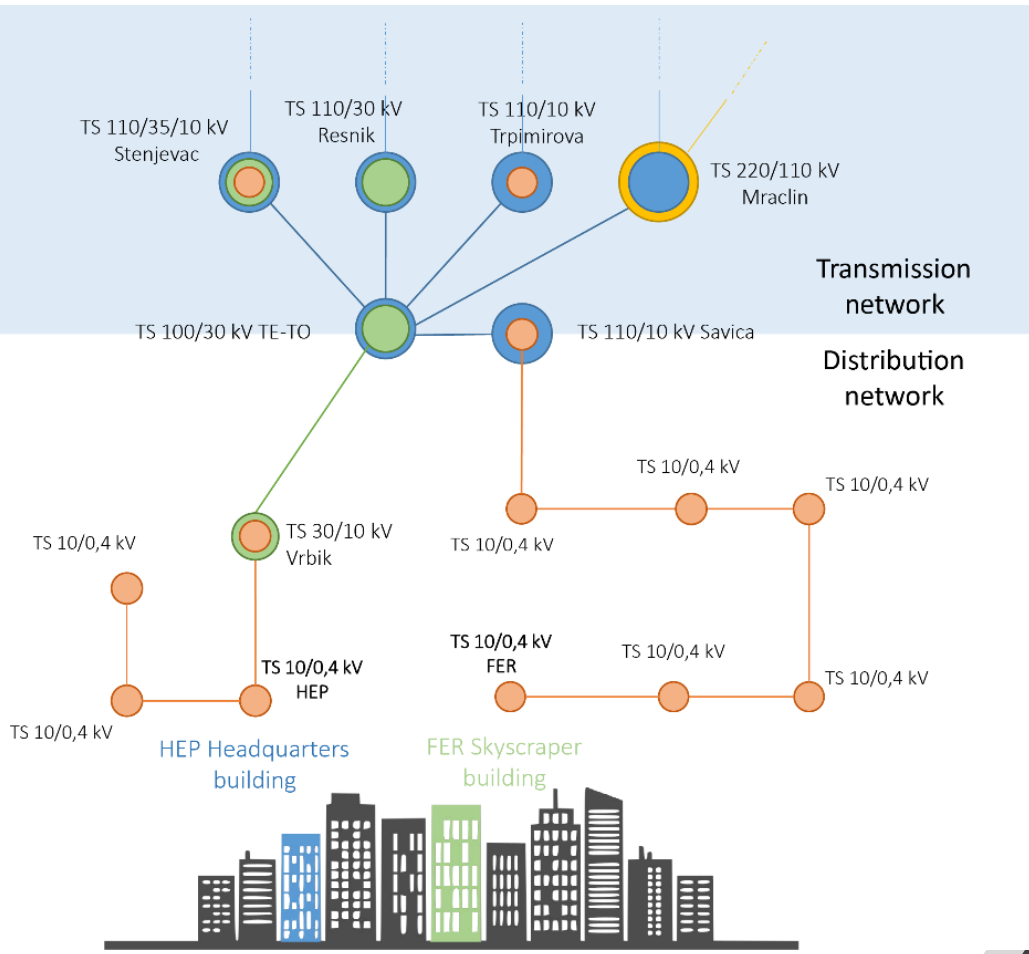 TS 110/35/10 kV
Stenjevac
TS 110/30 kV
Resnik
TS 110/10 kV
Trpimirova
TS 220/110 kV
Mraclin
Transmission
network
TS 100/30 kV TE-TO
TS 110/10 kV Savica
Distribution
network
TS 10/0,4 kV
TS 10/0,4 kV
TS 10/0,4 kV
TS 30/10 kV
Vrbik
TS 10/0,4 kV
TS 10/0,4 kV
HEP
TS 10/0,4 kV
FER
TS 10/0,4 kV
TS 10/0,4 kV
TS 10/0,4 kV
HEP Headquarters
building
FER Skyscraper
building